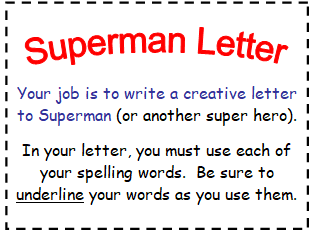 Superman Letter
Your job is to write a creative letter
to Superman (or another super hero).
In your letter, you must use each of
your spelling words.  Be sure to
underline your words as you use them.